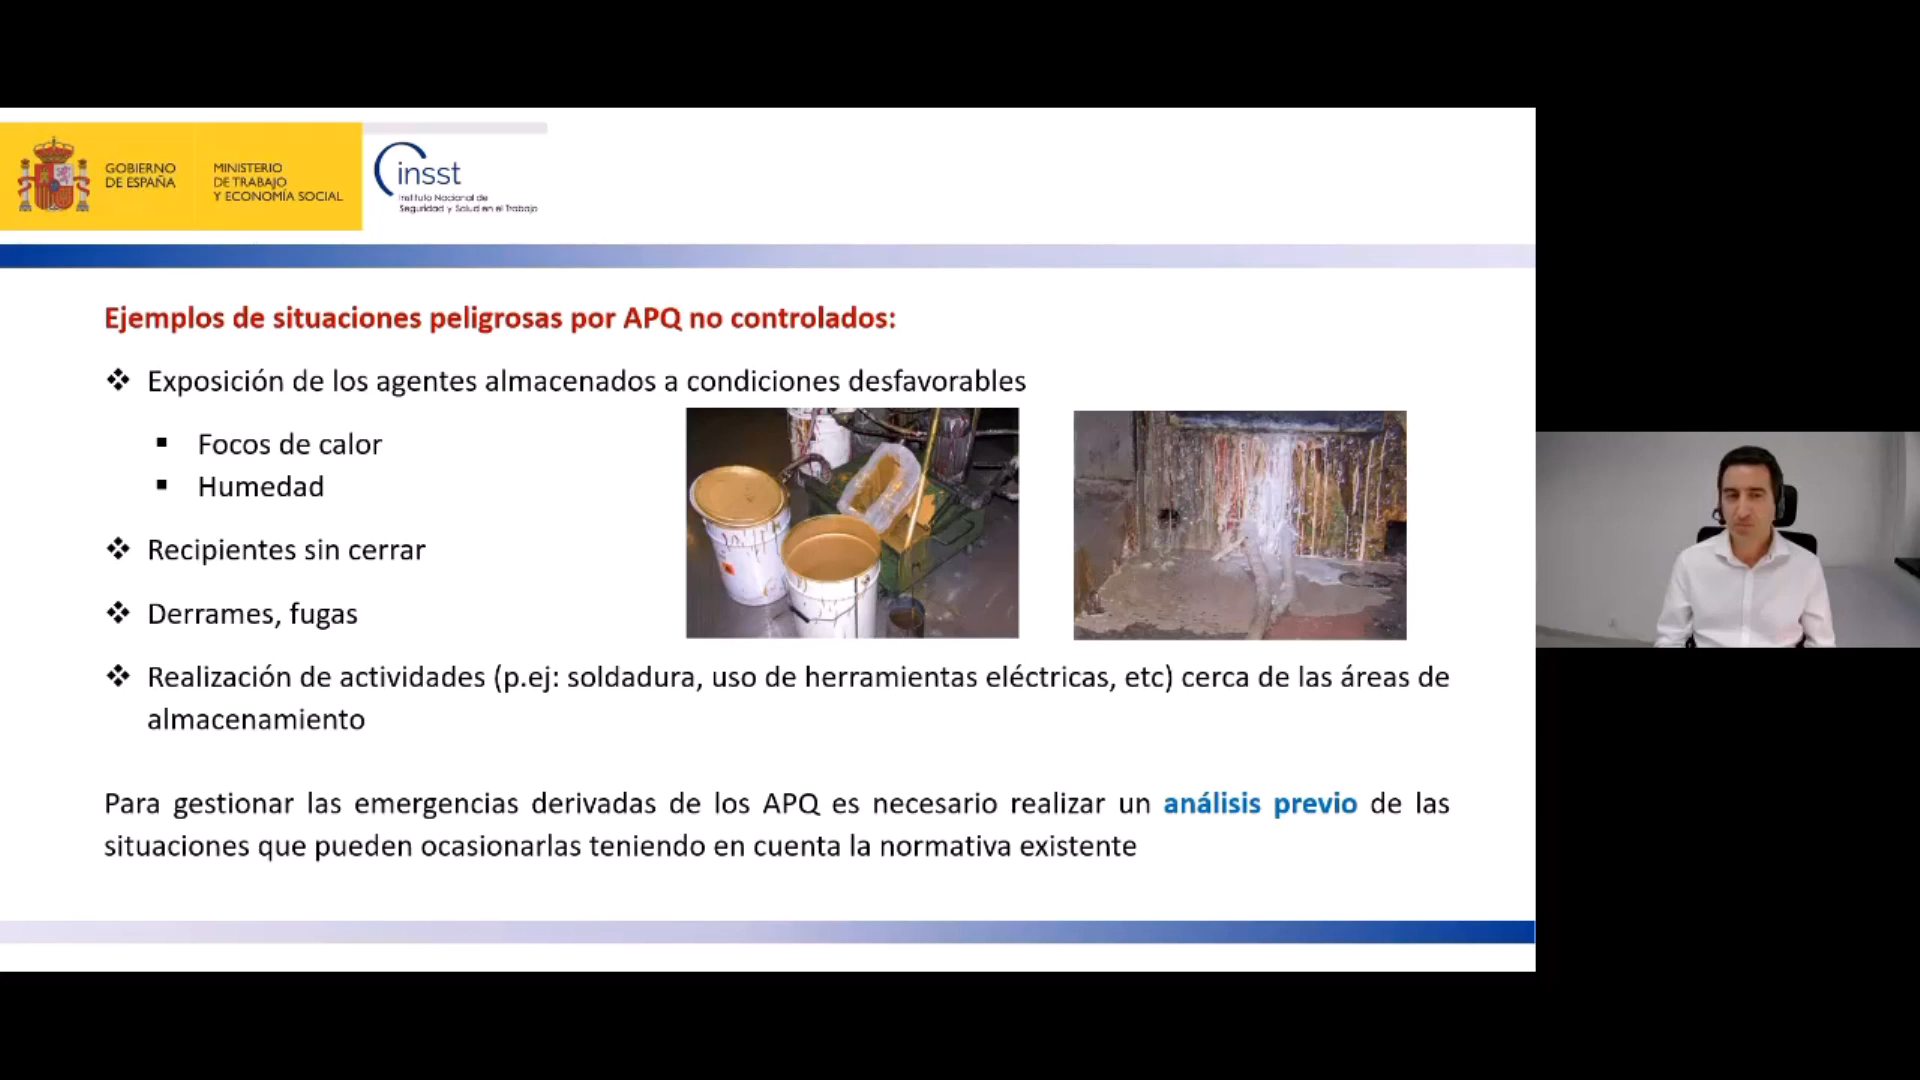 GOBIERNO
DE ESPAÑA
MINISTERIO
DE TRABAJO
Y ECONOMÍA SOCIAL
insst
Instituto Nacional de
Seguridad y Salud en el Trabajo
Ejemplos de situaciones peligrosas por APQ no controlados:
❖ Exposición de los agentes almacenados a condiciones desfavorables
▪ Focos de calor
▪ Humedad
❖ Recipientes sin cerrar
❖ Derrames, fugas
❖ Realización de actividades (p.ej: soldadura, uso de herramientas eléctricas, etc) cerca de las áreas de
almacenamiento
Para gestionar las emergencias derivadas de los APQ es necesario realizar un análisis previo de las
situaciones que pueden ocasionarlas teniendo en cuenta la normativa existente